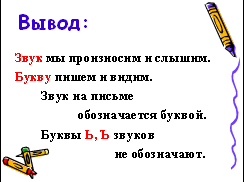 Вывод:
Звук мы произносим и слышим.
Букву пишем и видим.
Звук на письме
обозначается буквой.
Буквы Ь, Ъ звуков
не обозначают.